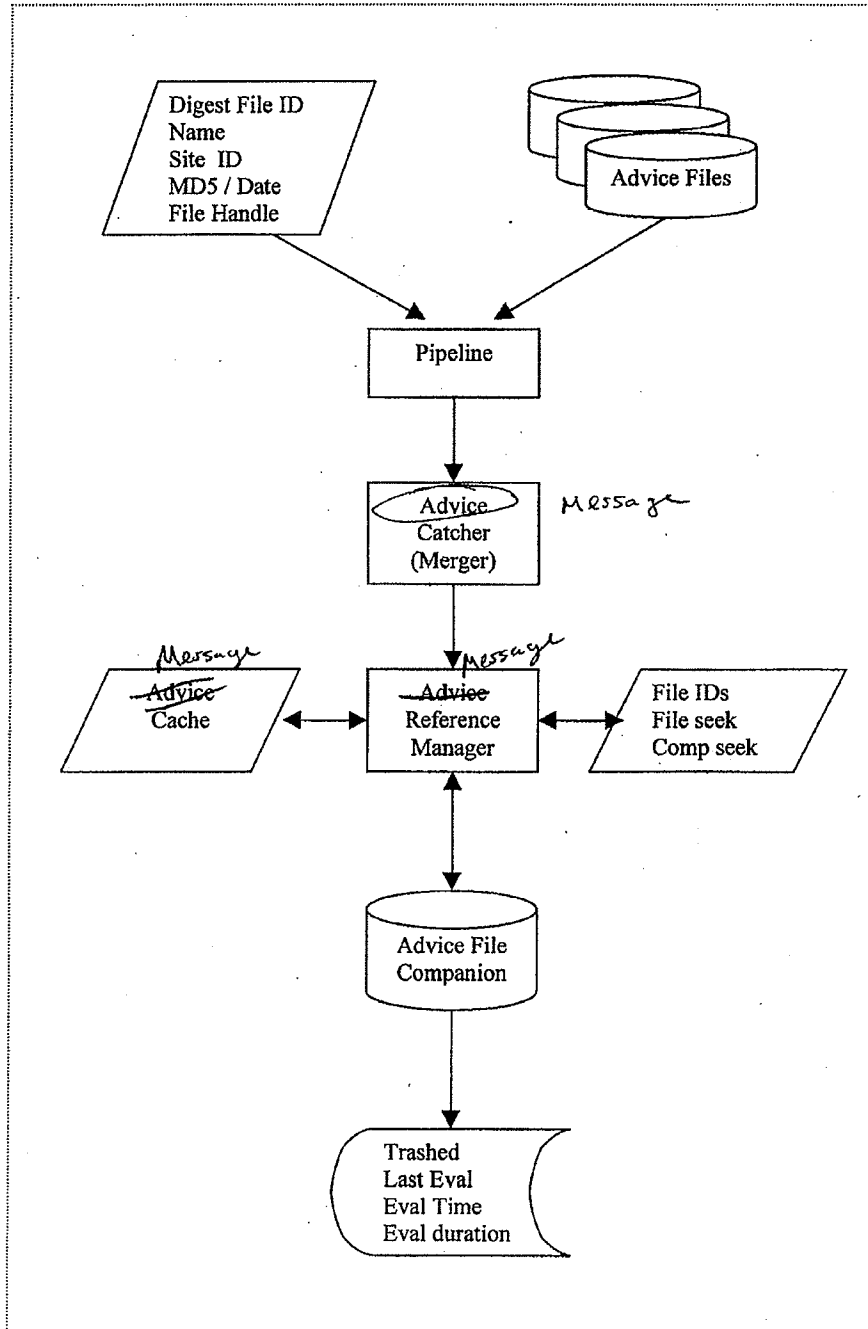 Digest File ID
Name
Site ID
MD5 / Date
File Handle
Advice Files
Pipeline
Advice
Catcher
(Merger)
Message
Message
Advice
Cache
Message
Advice
Reference
Manager
File IDs
File seek
Comp seek
Advice File
Companion
Trashed
Last Eval
Eval Time
Eval duration